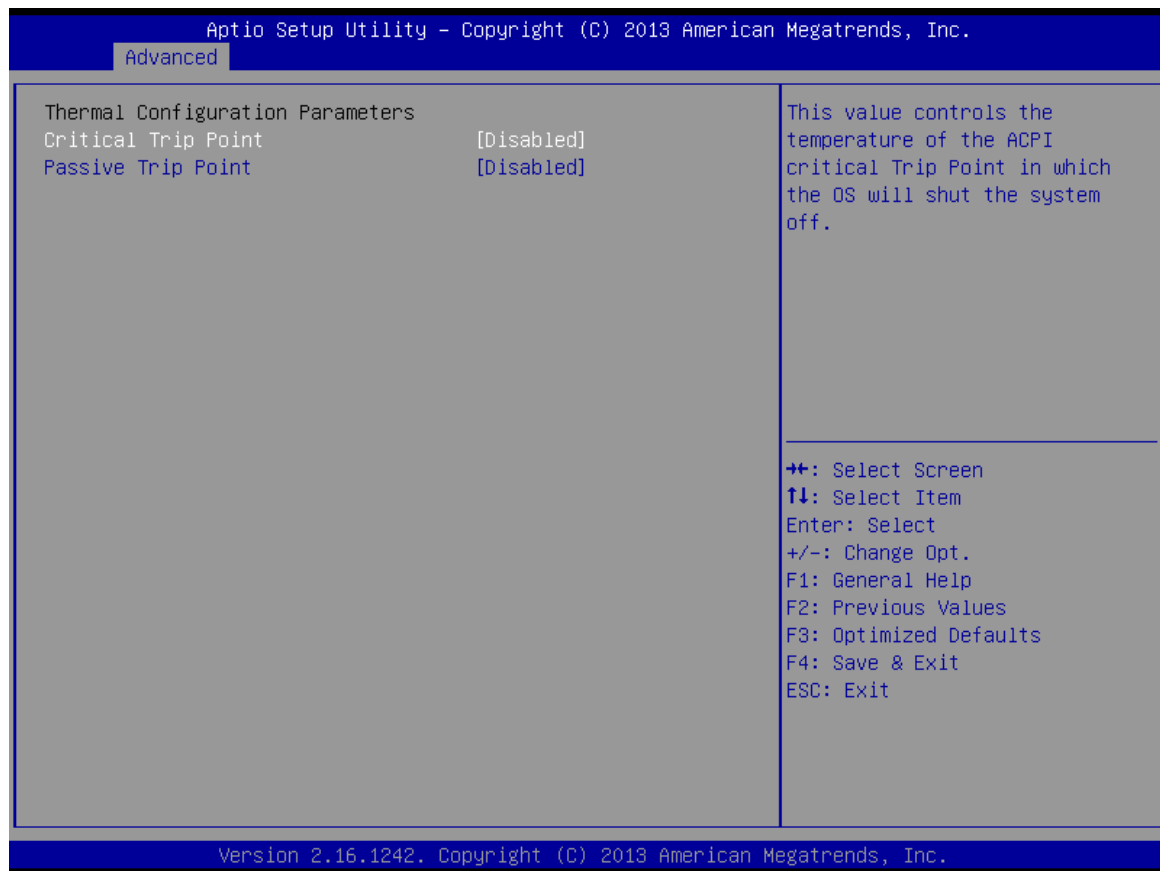 Aptio Setup Utility – Copyright (C) 2013 American Megatrends, Inc.
Advanced
Thermal Configuration Parameters
Critical Trip Point [Disabled]
Passive Trip Point [Disabled]
This value controls the
temperature of the ACPI
critical Trip Point in which
the OS will shut the system
off.
→←: Select Screen
↑↓: Select Item
Enter: Select
+/-: Change Opt.
F1: General Help
F2: Previous Values
F3: Optimized Defaults
F4: Save & Exit
ESC: Exit
Version 2.16.1242. Copyright (C) 2013 American Megatrends, Inc.